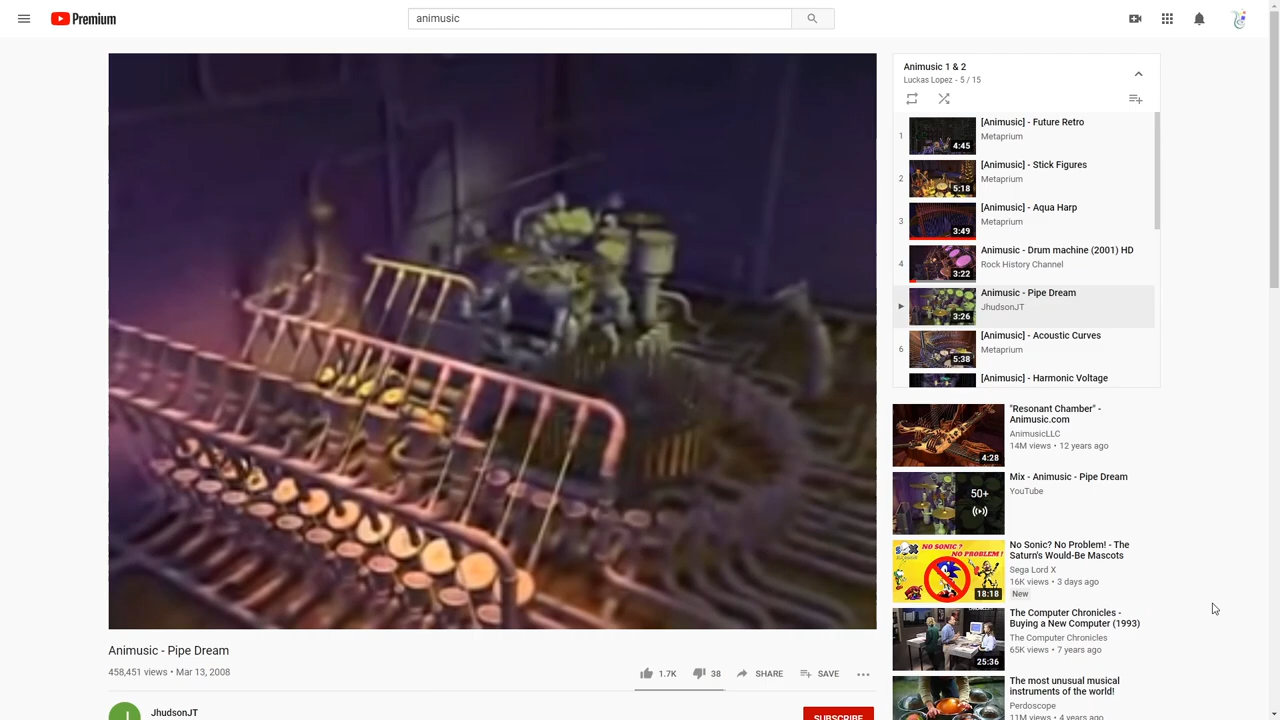 Premium
animusic
Animusic 1 & 2
Luckas Lopez - 5 / 15
1
4:45
[Animusic] - Future Retro
Metaprium
2
5:18
[Animusic] - Stick Figures
Metaprium
3
3:49
[Animusic] - Aqua Harp
Metaprium
4
3:22
Animusic - Drum machine (2001) HD
Rock History Channel
3:26
Animusic - Pipe Dream
JhudsonJT
6
5:38
[Animusic] - Acoustic Curves
Metaprium
[Animusic] - Harmonic Voltage
4:28
"Resonant Chamber" -
Animusic.com
AnimusicLLC
14M views • 12 years ago
50+
Mix - Animusic - Pipe Dream
YouTube
NO SONIC?
NO PROBLEM!
18:18
No Sonic? No Problem! - The
Saturn's Would-Be Mascots
Sega Lord X
16K views • 3 days ago
New
25:36
The Computer Chronicles -
Buying a New Computer (1993)
The Computer Chronicles
65K views • 7 years ago
The most unusual musical
instruments of the world!
Perdoscope
11M views • 4 years ago
Animusic - Pipe Dream
458,451 views • Mar 13, 2008
1.7K
38
SHARE
SAVE
J
JhudsonJT
SUBSCRIBE